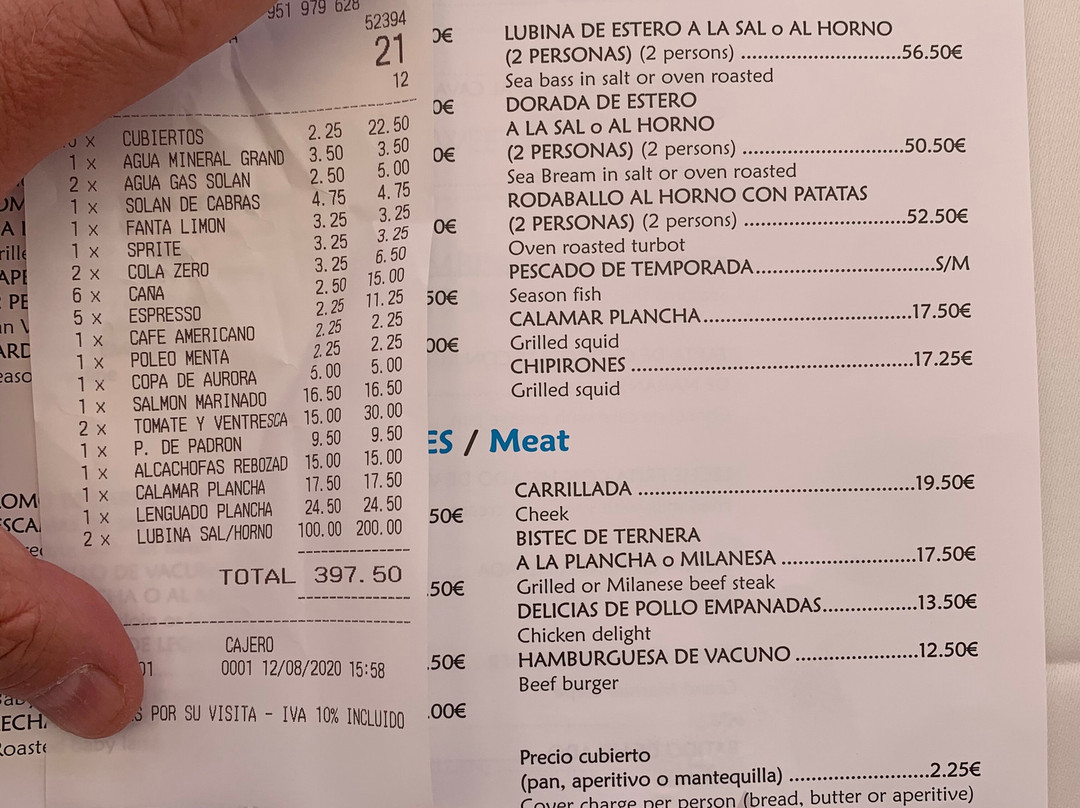 951 979 628
52394
21
12
x CUBIERTOS 2.25 22.50
1 x AGUA MINERAL GRAND 3.50 3.50
2 x AGUA GAS SOLAN 2.50 5.00
1 x SOLAN DE CABRAS 4.75 4.75
1 x FANTA LIMON 3.25 3.25
1 x SPRITE 3.25 3.25
2 x COLA ZERO 3.25 6.50
6 x CAÑA 2.50 15.00
5 x ESPRESSO 2.25 11.25
1 x CAFE AMERICANO 2.25 2.25
1 x POLEO MENTA 2.25 2.25
1 x COPA DE AURORA 5.00 5.00
1 x SALMON MARINADO 16.50 16.50
2 x TOMATE Y VENTRESCA 15.00 30.00
1 x P. DE PADRON 9.50 9.50
1 x ALCACHOFAS REBOZAD 15.00 15.00
1 x CALAMAR PLANCHA 17.50 17.50
1 x LENGUADO PLANCHA 24.50 24.50
2 x LUBINA SAL/HORNO 100.00 200.00
TOTAL 397.50
CAJERO
01 0001 12/08/2020 15:58
POR SU VISITA - IVA 10% INCLUIDO
LUBINA DE ESTERO A LA SAL o AL HORNO
(2 PERSONAS) (2 persons) ........................56.50€
Sea bass in salt or oven roasted
DORADA DE ESTERO
A LA SAL o AL HORNO
(2 PERSONAS) (2 persons) ........................50.50€
Sea Bream in salt or oven roasted
RODABALLO AL HORNO CON PATATAS
(2 PERSONAS) (2 persons) ........................52.50€
Oven roasted turbot
PESCADO DE TEMPORADA...........................S/M
Season fish
CALAMAR PLANCHA................................17.50€
Grilled squid
CHIPIRONES ..........................................17.25€
Grilled squid
ES / Meat
CARRILLADA ..........................................19.50€
Cheek
BISTEC DE TERNERA
A LA PLANCHA o MILANESA ....................17.50€
Grilled or Milanese beef steak
DELICIAS DE POLLO EMPANADAS..............13.50€
Chicken delight
HAMBURGUESA DE VACUNO ...................12.50€
Beef burger
Precio cubierto
(pan, aperitivo o mantequilla) .....................2.25€
Cover charge per person (bread, butter or aperitive)